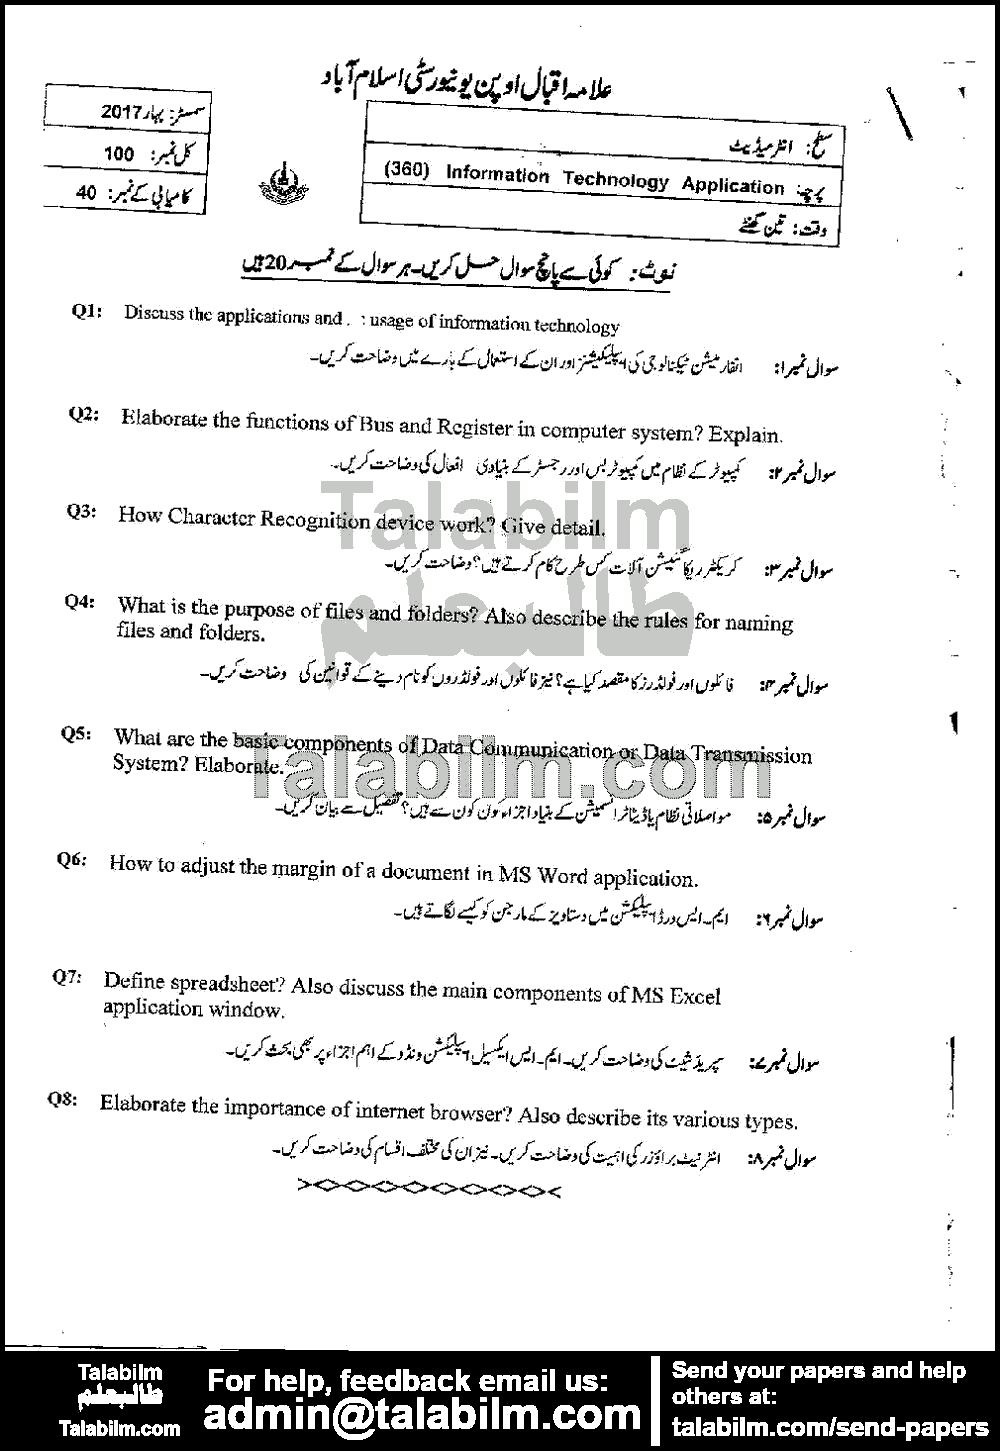 علامہ اقبال اوپن یونیورسٹی اسلام آباد
سطح: انٹرمیڈیٹ
پرچہ: Information Technology Application (360)
وقت: تین گھنٹے
سمسٹر: بہار 2017
کل نمبر: 100
کامیابی کے نمبر: 40
نوٹ: کوئی سے پانچ سوال حل کریں۔ ہر سوال کے نمبر 20 ہیں
Q1: Discuss the applications and usage of information technology
سوال نمبر ۱: انفارمیشن ٹیکنالوجی کی ایپلیکیشنز اور ان کے استعمال کے بارے میں وضاحت کریں۔
Q2: Elaborate the functions of Bus and Register in computer system? Explain.
سوال نمبر ۲: کمپیوٹر کے نظام میں کمپیوٹر بس اور رجسٹر کے بنیادی افعال کی وضاحت کریں۔
Talabilm
Q3: How Character Recognition device work? Give detail.
سوال نمبر ۳: کریکٹر ریکگنیشن آلات کس طرح کام کرتے ہیں؟ وضاحت کریں۔
طالبعلم
Q4: What is the purpose of files and folders? Also describe the rules for naming
files and folders.
سوال نمبر ۴: فائلوں اور فولڈرز کا مقصد کیا ہے؟ نیز فائلوں اور فولڈروں کو نام دینے کے قوانین کی وضاحت کریں۔
Q5: What are the basic components of Data Communication or Data Transmission
System? Elaborate.
Talabilm.com
سوال نمبر ۵: مواصلاتی نظام یا ڈیٹا ٹرانسمیشن کے بنیاد اجزاء کون کون سے ہیں؟ تفصیل سے بیان کریں۔
Q6: How to adjust the margin of a document in MS Word application.
سوال نمبر ۶: ایم۔ ایس ورڈ ایپلیکشن میں دستاویز کے مارجن کو کیسے لگاتے ہیں۔
Q7: Define spreadsheet? Also discuss the main components of MS Excel
application window.
سوال نمبر ۷: سپریڈ شیٹ کی وضاحت کریں۔ ایم۔ ایس ایکسیل ایپلیکشن ونڈو کے اہم اجزاء پر بھی بحث کریں۔
Q8: Elaborate the importance of internet browser? Also describe its various types.
سوال نمبر ۸: انٹرنیٹ براؤزر کی اہمیت کی وضاحت کریں۔ نیز ان کی مختلف اقسام کی وضاحت کریں۔
Talabilm
طالبعلم
Talabilm.com
For help, feedback email us:
admin@talabilm.com
Send your papers and help
others at:
talabilm.com/send-papers